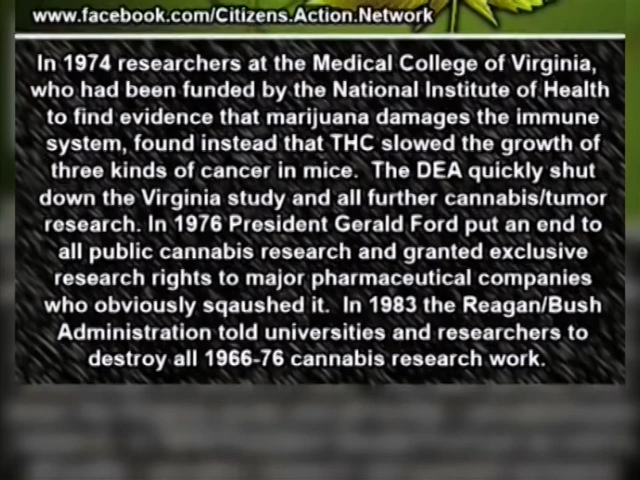 www.facebook.com/Citizens.Action.Network
In 1974 researchers at the Medical College of Virginia,
who had been funded by the National Institute of Health
to find evidence that marijuana damages the immune
system, found instead that THC slowed the growth of
three kinds of cancer in mice. The DEA quickly shut
down the Virginia study and all further cannabis/tumor
research. In 1976 President Gerald Ford put an end to
all public cannabis research and granted exclusive
research rights to major pharmaceutical companies
who obviously sqaushed it. In 1983 the Reagan/Bush
Administration told universities and researchers to
destroy all 1966-76 cannabis research work.